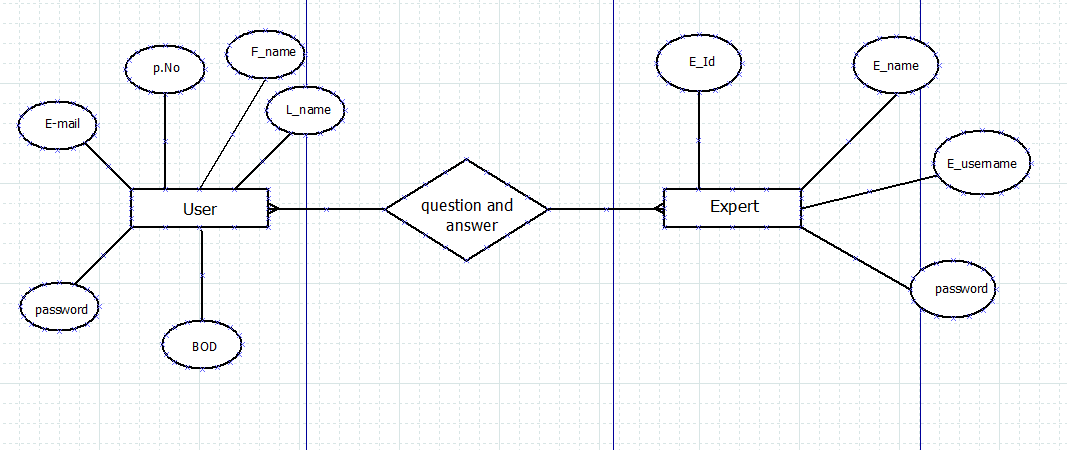 F_name
p.No
L_name
E-mail
User
password
BOD
question and
answer
E_Id
E_name
E_username
Expert
password